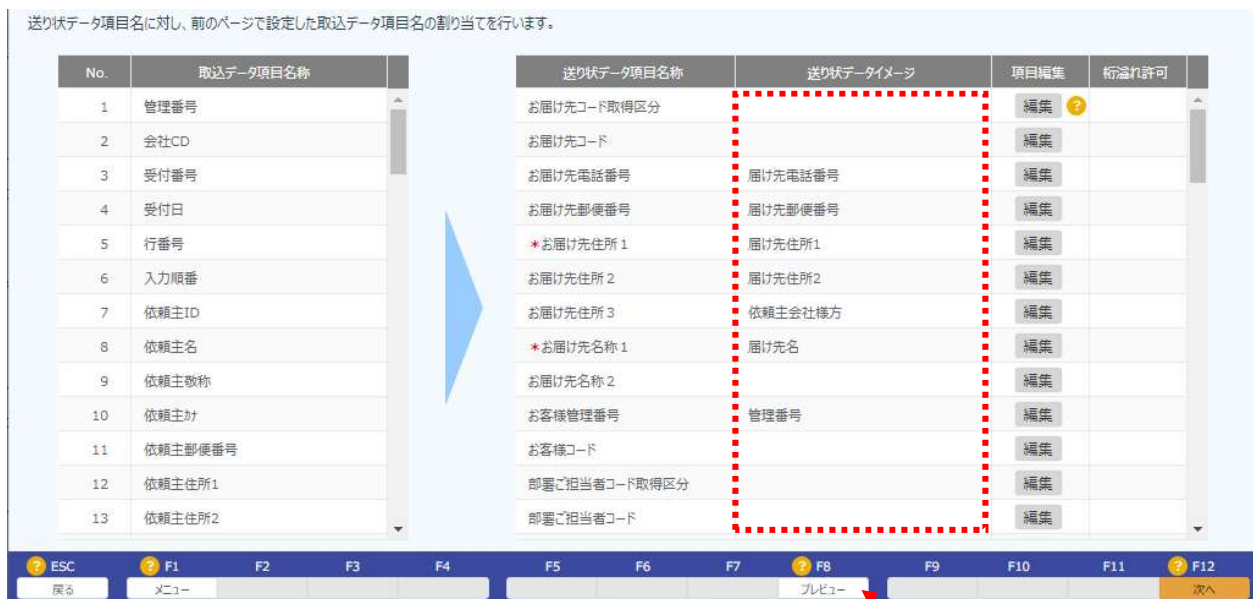 送り状データ項目名に対し、前のページで設定した取込データ項目名の割り当てを行います。
No. 取込データ項目名称
1 管理番号
2 会社CD
3 受付番号
4 受付日
5 行番号
6 入力順番
7 依頼主ID
8 依頼主名
9 依頼主敬称
10 依頼主ｶﾅ
11 依頼主郵便番号
12 依頼主住所1
13 依頼主住所2
送り状データ項目名称 送り状データイメージ 項目編集 桁溢れ許可
お届け先コード取得区分 編集 ?
お届け先コード 編集
お届け先電話番号 届け先電話番号 編集
お届け先郵便番号 届け先郵便番号 編集
*お届け先住所１ 届け先住所1 編集
お届け先住所２ 届け先住所2 編集
お届け先住所３ 依頼主会社様方 編集
*お届け先名称１ 届け先名 編集
お届け先名称２ 編集
お客様管理番号 管理番号 編集
お客様コード 編集
部署ご担当者コード取得区分 編集
部署ご担当者コード 編集
? ESC ? F1 F2 F3 F4 F5 F6 F7 ? F8 F9 F10 F11 ? F12
戻る メニュー プレビュー 次へ